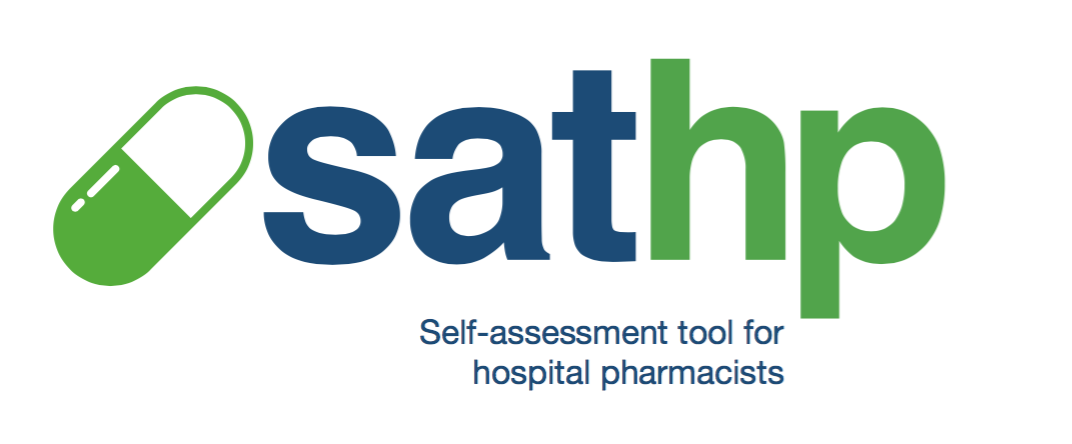 sathp
Self-assessment tool for
hospital pharmacists